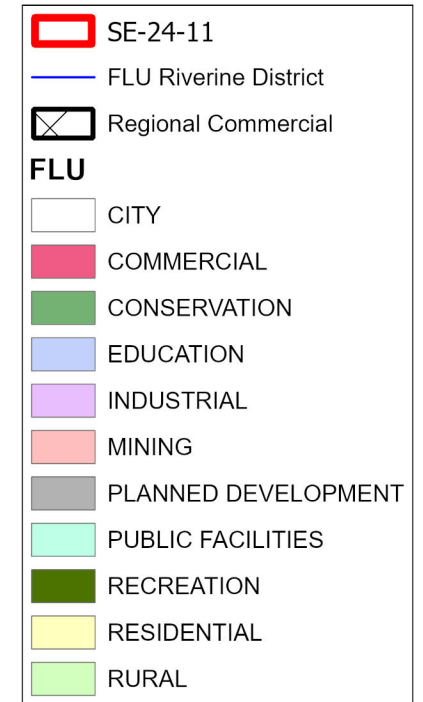 SE-24-11
FLU Riverine District
Regional Commercial
FLU
CITY
COMMERCIAL
CONSERVATION
EDUCATION
INDUSTRIAL
MINING
PLANNED DEVELOPMENT
PUBLIC FACILITIES
RECREATION
RESIDENTIAL
RURAL